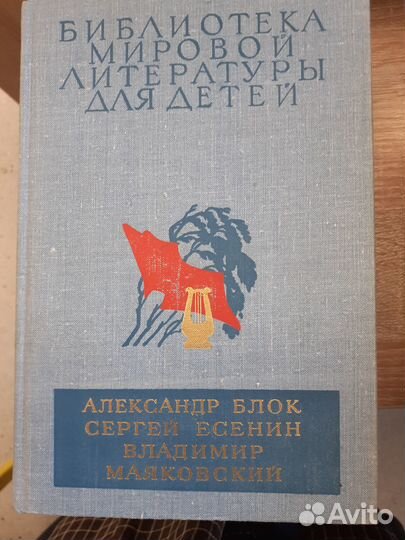 БИБЛИОТЕКА
МИРОВОЙ
ЛИТЕРАТУРЫ
ДЛЯ ДЕТЕЙ
АЛЕКСАНДР БЛОК
СЕРГЕЙ ЕСЕНИН
ВЛАДИМИР
МАЯКОВСКИЙ
Avito